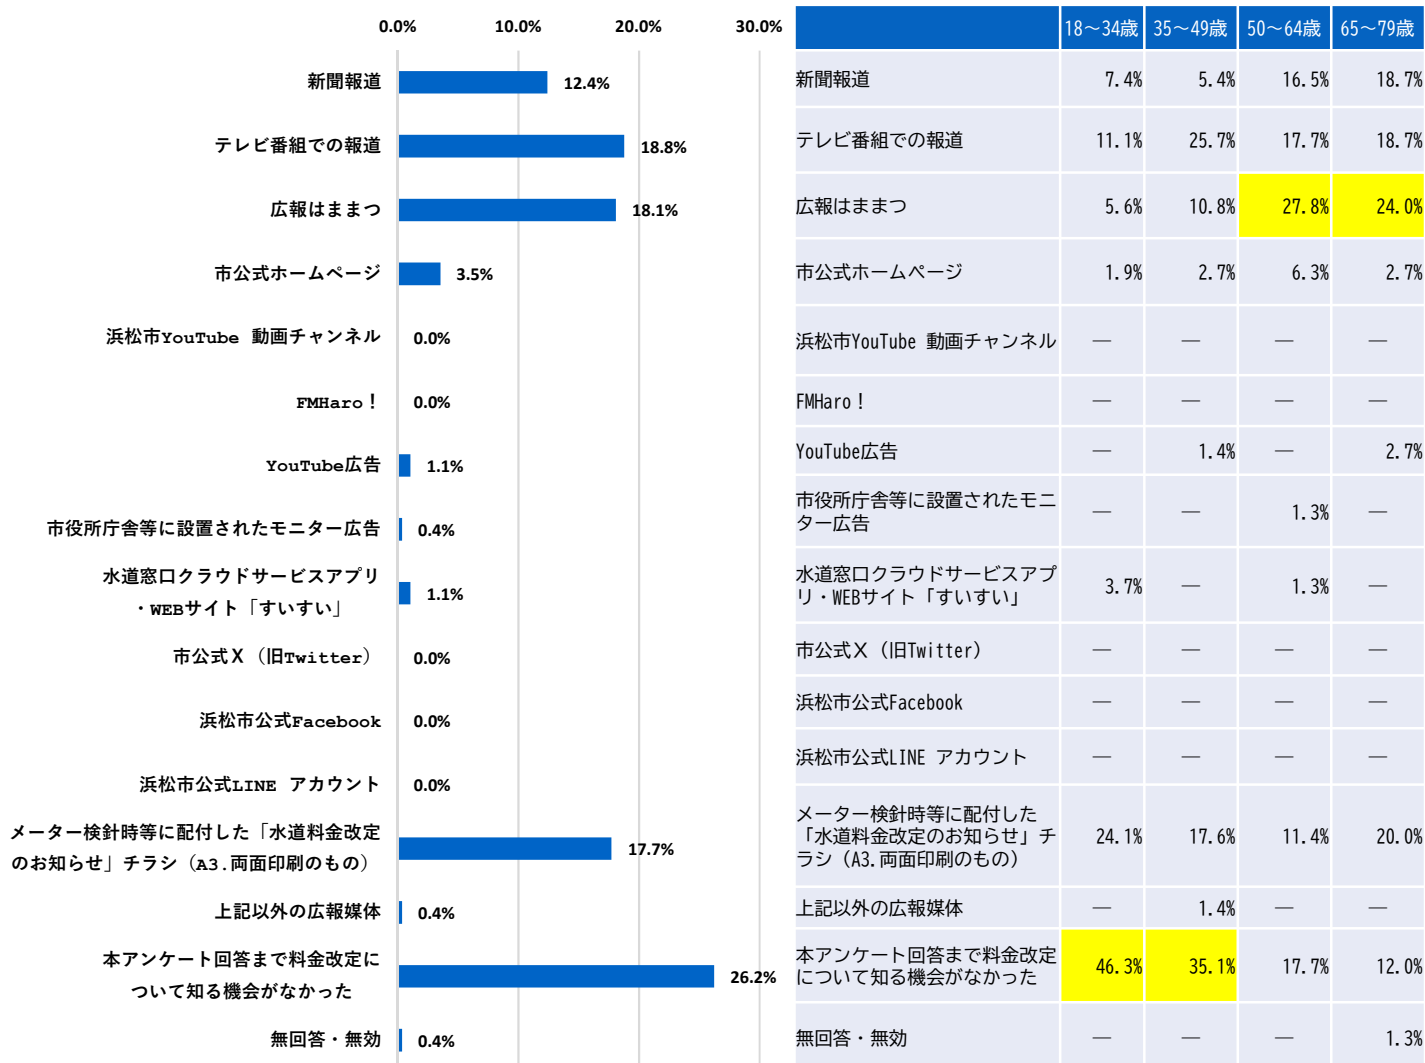 0.0% 10.0% 20.0% 30.0%
新聞報道 12.4%
テレビ番組での報道 18.8%
広報はままつ 18.1%
市公式ホームページ 3.5%
浜松市YouTube 動画チャンネル 0.0%
FMHaro！ 0.0%
YouTube広告 1.1%
市役所庁舎等に設置されたモニター広告 0.4%
水道窓口クラウドサービスアプリ
・WEBサイト「すいすい」 1.1%
市公式Ｘ（旧Twitter） 0.0%
浜松市公式Facebook 0.0%
浜松市公式LINE アカウント 0.0%
メーター検針時等に配付した「水道料金改定
のお知らせ」チラシ（A3.両面印刷のもの） 17.7%
上記以外の広報媒体 0.4%
本アンケート回答まで料金改定に
ついて知る機会がなかった 26.2%
無回答・無効 0.4%
18～34歳 35～49歳 50～64歳 65～79歳
新聞報道 7.4% 5.4% 16.5% 18.7%
テレビ番組での報道 11.1% 25.7% 17.7% 18.7%
広報はままつ 5.6% 10.8% 27.8% 24.0%
市公式ホームページ 1.9% 2.7% 6.3% 2.7%
浜松市YouTube 動画チャンネル ― ― ― ―
FMHaro！ ― ― ― ―
YouTube広告 ― 1.4% ― 2.7%
市役所庁舎等に設置されたモニ
ター広告 ― ― 1.3% ―
水道窓口クラウドサービスアプ
リ・WEBサイト「すいすい」 3.7% ― 1.3% ―
市公式Ｘ（旧Twitter） ― ― ― ―
浜松市公式Facebook ― ― ― ―
浜松市公式LINE アカウント ― ― ― ―
メーター検針時等に配付した
「水道料金改定のお知らせ」チ
ラシ（A3.両面印刷のもの） 24.1% 17.6% 11.4% 20.0%
上記以外の広報媒体 ― 1.4% ― ―
本アンケート回答まで料金改定
について知る機会がなかった 46.3% 35.1% 17.7% 12.0%
無回答・無効 ― ― ― 1.3%